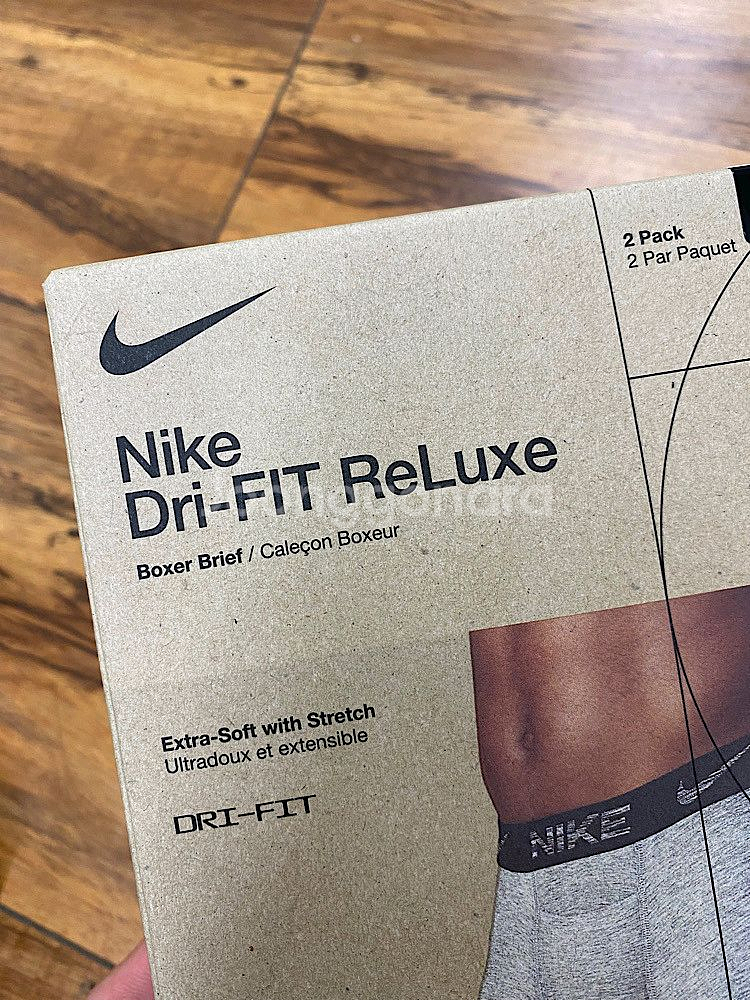 2 Pack
2 Par Paquet
Nike
Dri-FIT ReLuxe
Boxer Brief / Caleçon Boxeur
Extra-Soft with Stretch
Ultradoux et extensible
DRI-FIT
NIKE